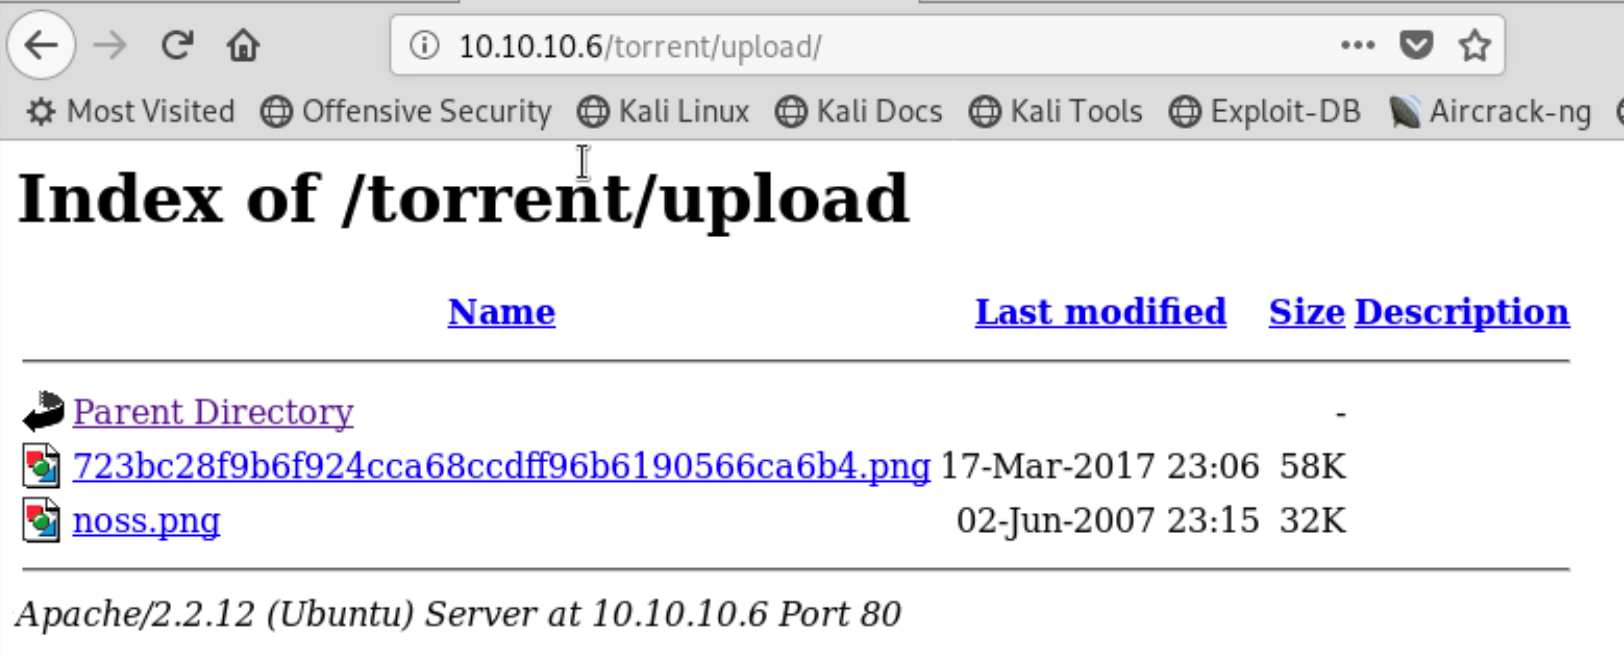 10.10.10.6/torrent/upload/
Most Visited Offensive Security Kali Linux Kali Docs Kali Tools Exploit-DB Aircrack-ng
Index of /torrent/upload
Name Last modified Size Description
Parent Directory -
723bc28f9b6f924cca68ccdff96b6190566ca6b4.png 17-Mar-2017 23:06 58K
noss.png 02-Jun-2007 23:15 32K
Apache/2.2.12 (Ubuntu) Server at 10.10.10.6 Port 80